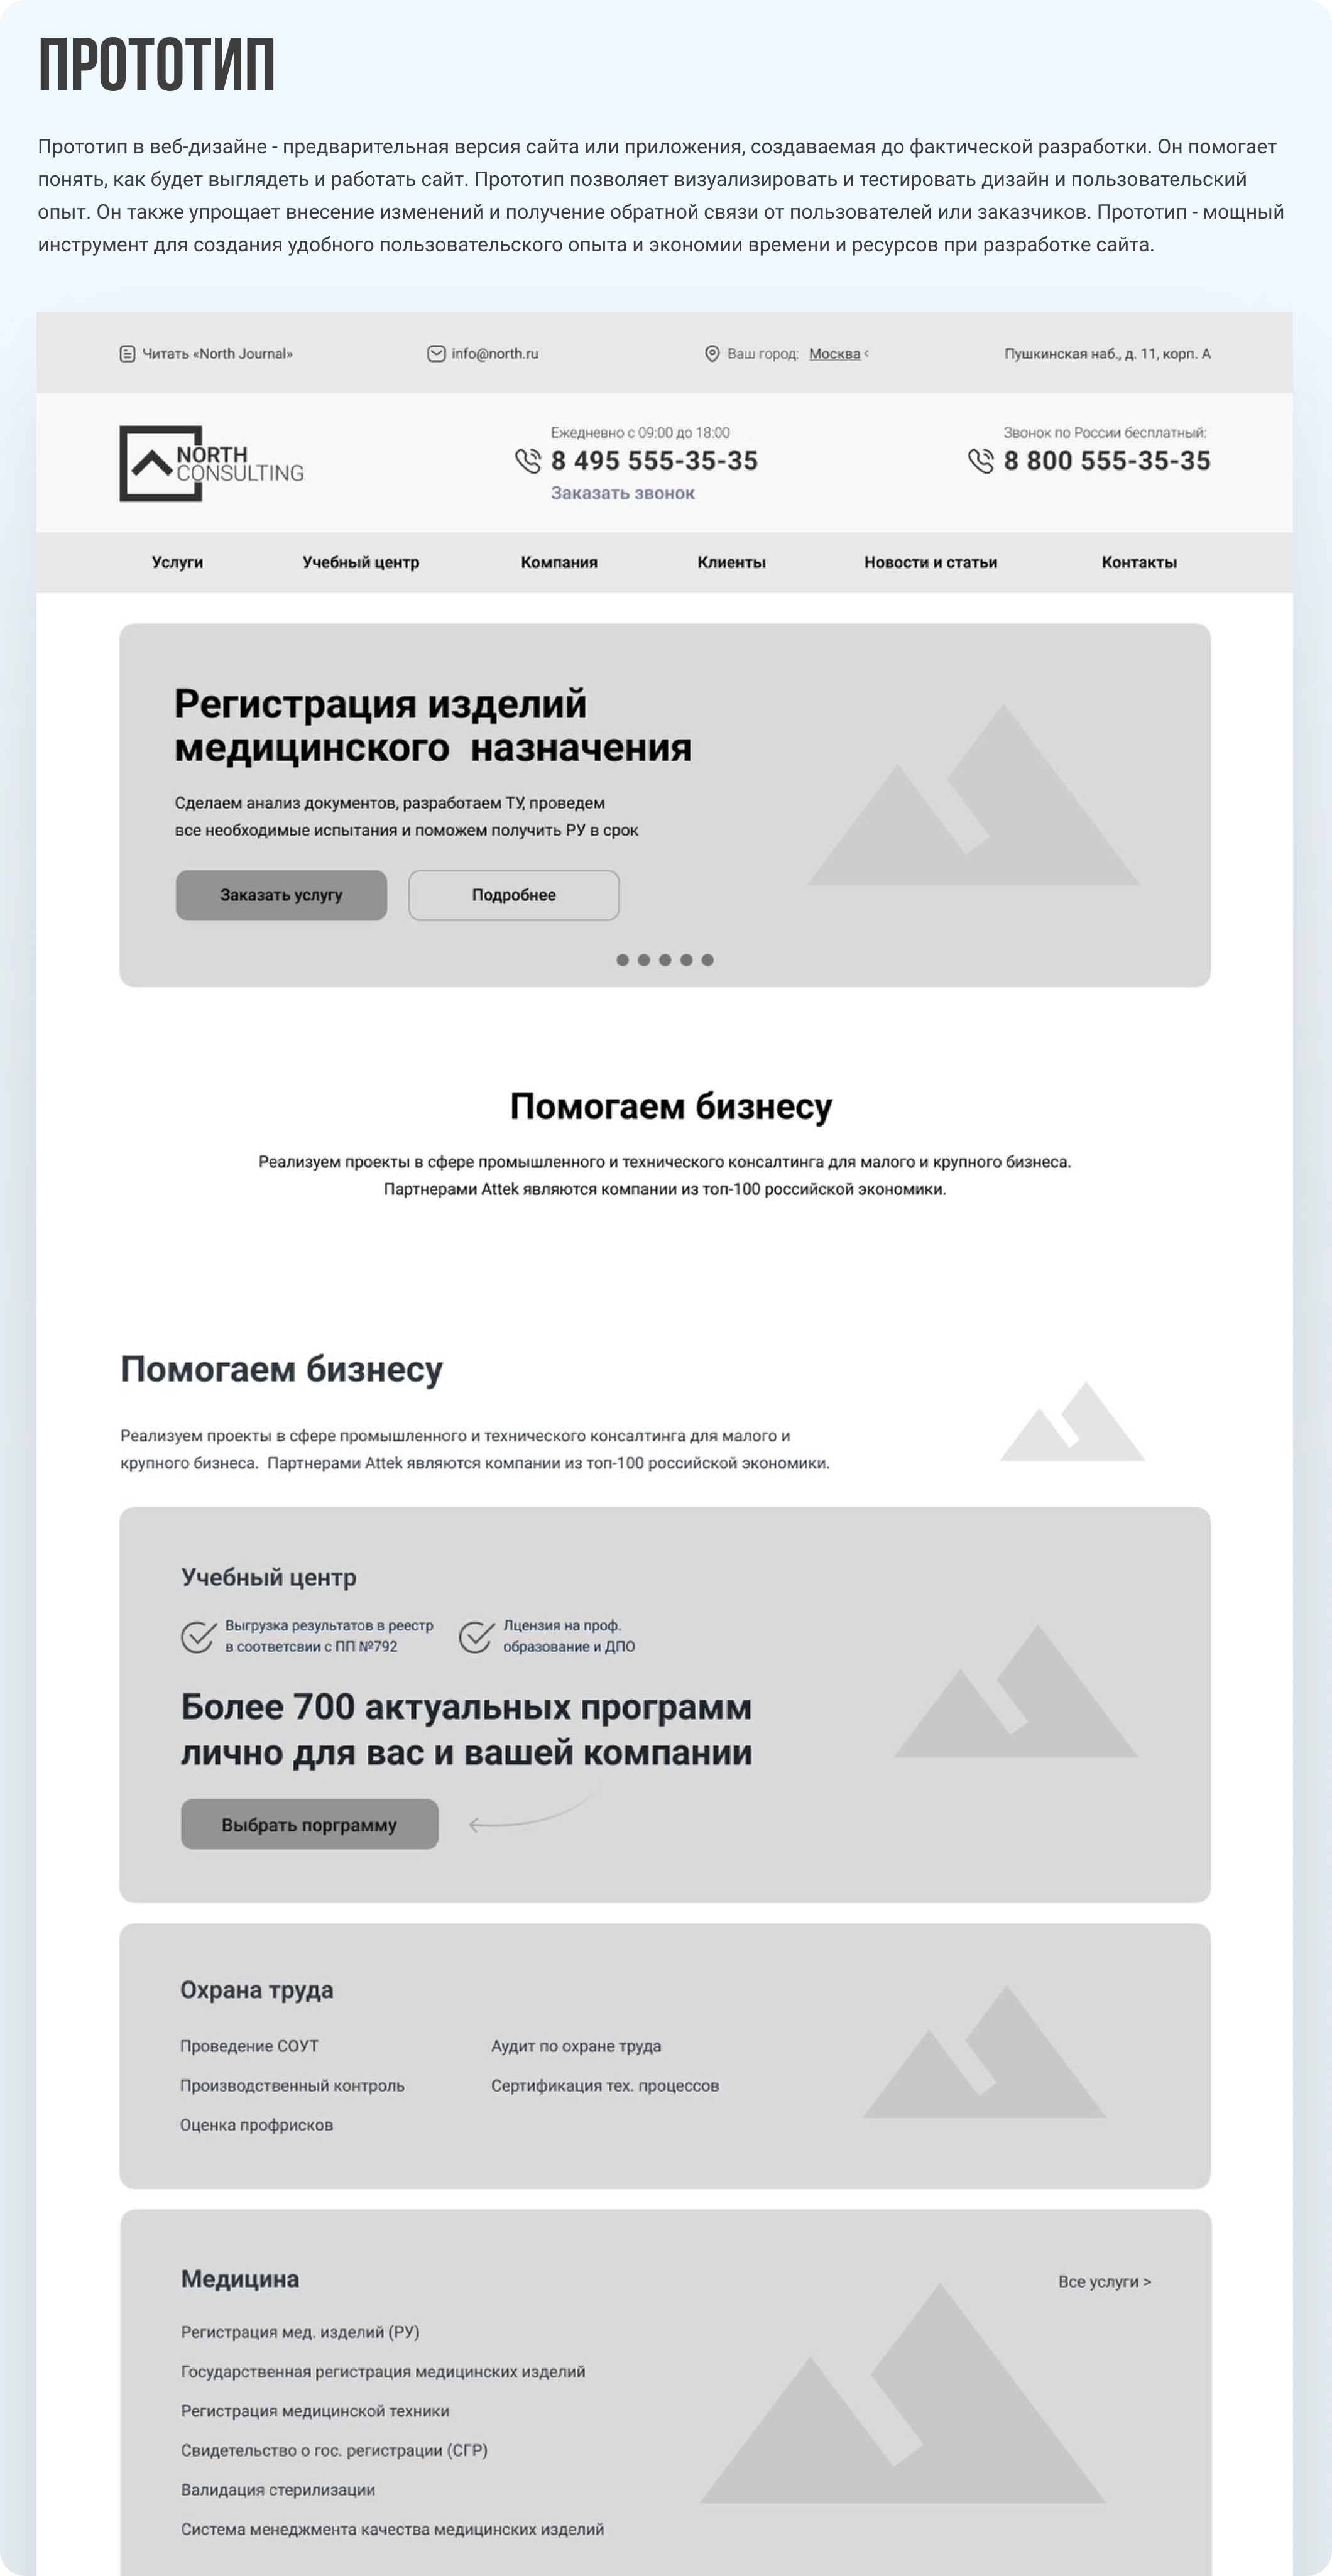 ПРОТОТИП
Прототип в веб-дизайне - предварительная версия сайта или приложения, создаваемая до фактической разработки. Он помогает
понять, как будет выглядеть и работать сайт. Прототип позволяет визуализировать и тестировать дизайн и пользовательский
опыт. Он также упрощает внесение изменений и получение обратной связи от пользователей или заказчиков. Прототип - мощный
инструмент для создания удобного пользовательского опыта и экономии времени и ресурсов при разработке сайта.
Читать «North Journal»
info@north.ru
Ваш город: Москва <
Пушкинская наб., д. 11, корп. А
NORTH
CONSULTING
Ежедневно с 09:00 до 18:00
8 495 555-35-35
Заказать звонок
Звонок по России бесплатный:
8 800 555-35-35
Услуги
Учебный центр
Компания
Клиенты
Новости и статьи
Контакты
Регистрация изделий
медицинского назначения
Сделаем анализ документов, разработаем ТУ, проведем
все необходимые испытания и поможем получить РУ в срок
Заказать услугу
Подробнее
Помогаем бизнесу
Реализуем проекты в сфере промышленного и технического консалтинга для малого и крупного бизнеса.
Партнерами Attek являются компании из топ-100 российской экономики.
Помогаем бизнесу
Реализуем проекты в сфере промышленного и технического консалтинга для малого и
крупного бизнеса. Партнерами Attek являются компании из топ-100 российской экономики.
Учебный центр
Выгрузка результатов в реестр
в соответсвии с ПП №792
Лцензия на проф.
образование и ДПО
Более 700 актуальных программ
лично для вас и вашей компании
Выбрать порграмму
Охрана труда
Проведение СОУТ
Производственный контроль
Оценка профрисков
Аудит по охране труда
Сертификация тех. процессов
Медицина
Все услуги >
Регистрация мед. изделий (РУ)
Государственная регистрация медицинских изделий
Регистрация медицинской техники
Свидетельство о гос. регистрации (СГР)
Валидация стерилизации
Система менеджмента качества медицинских изделий